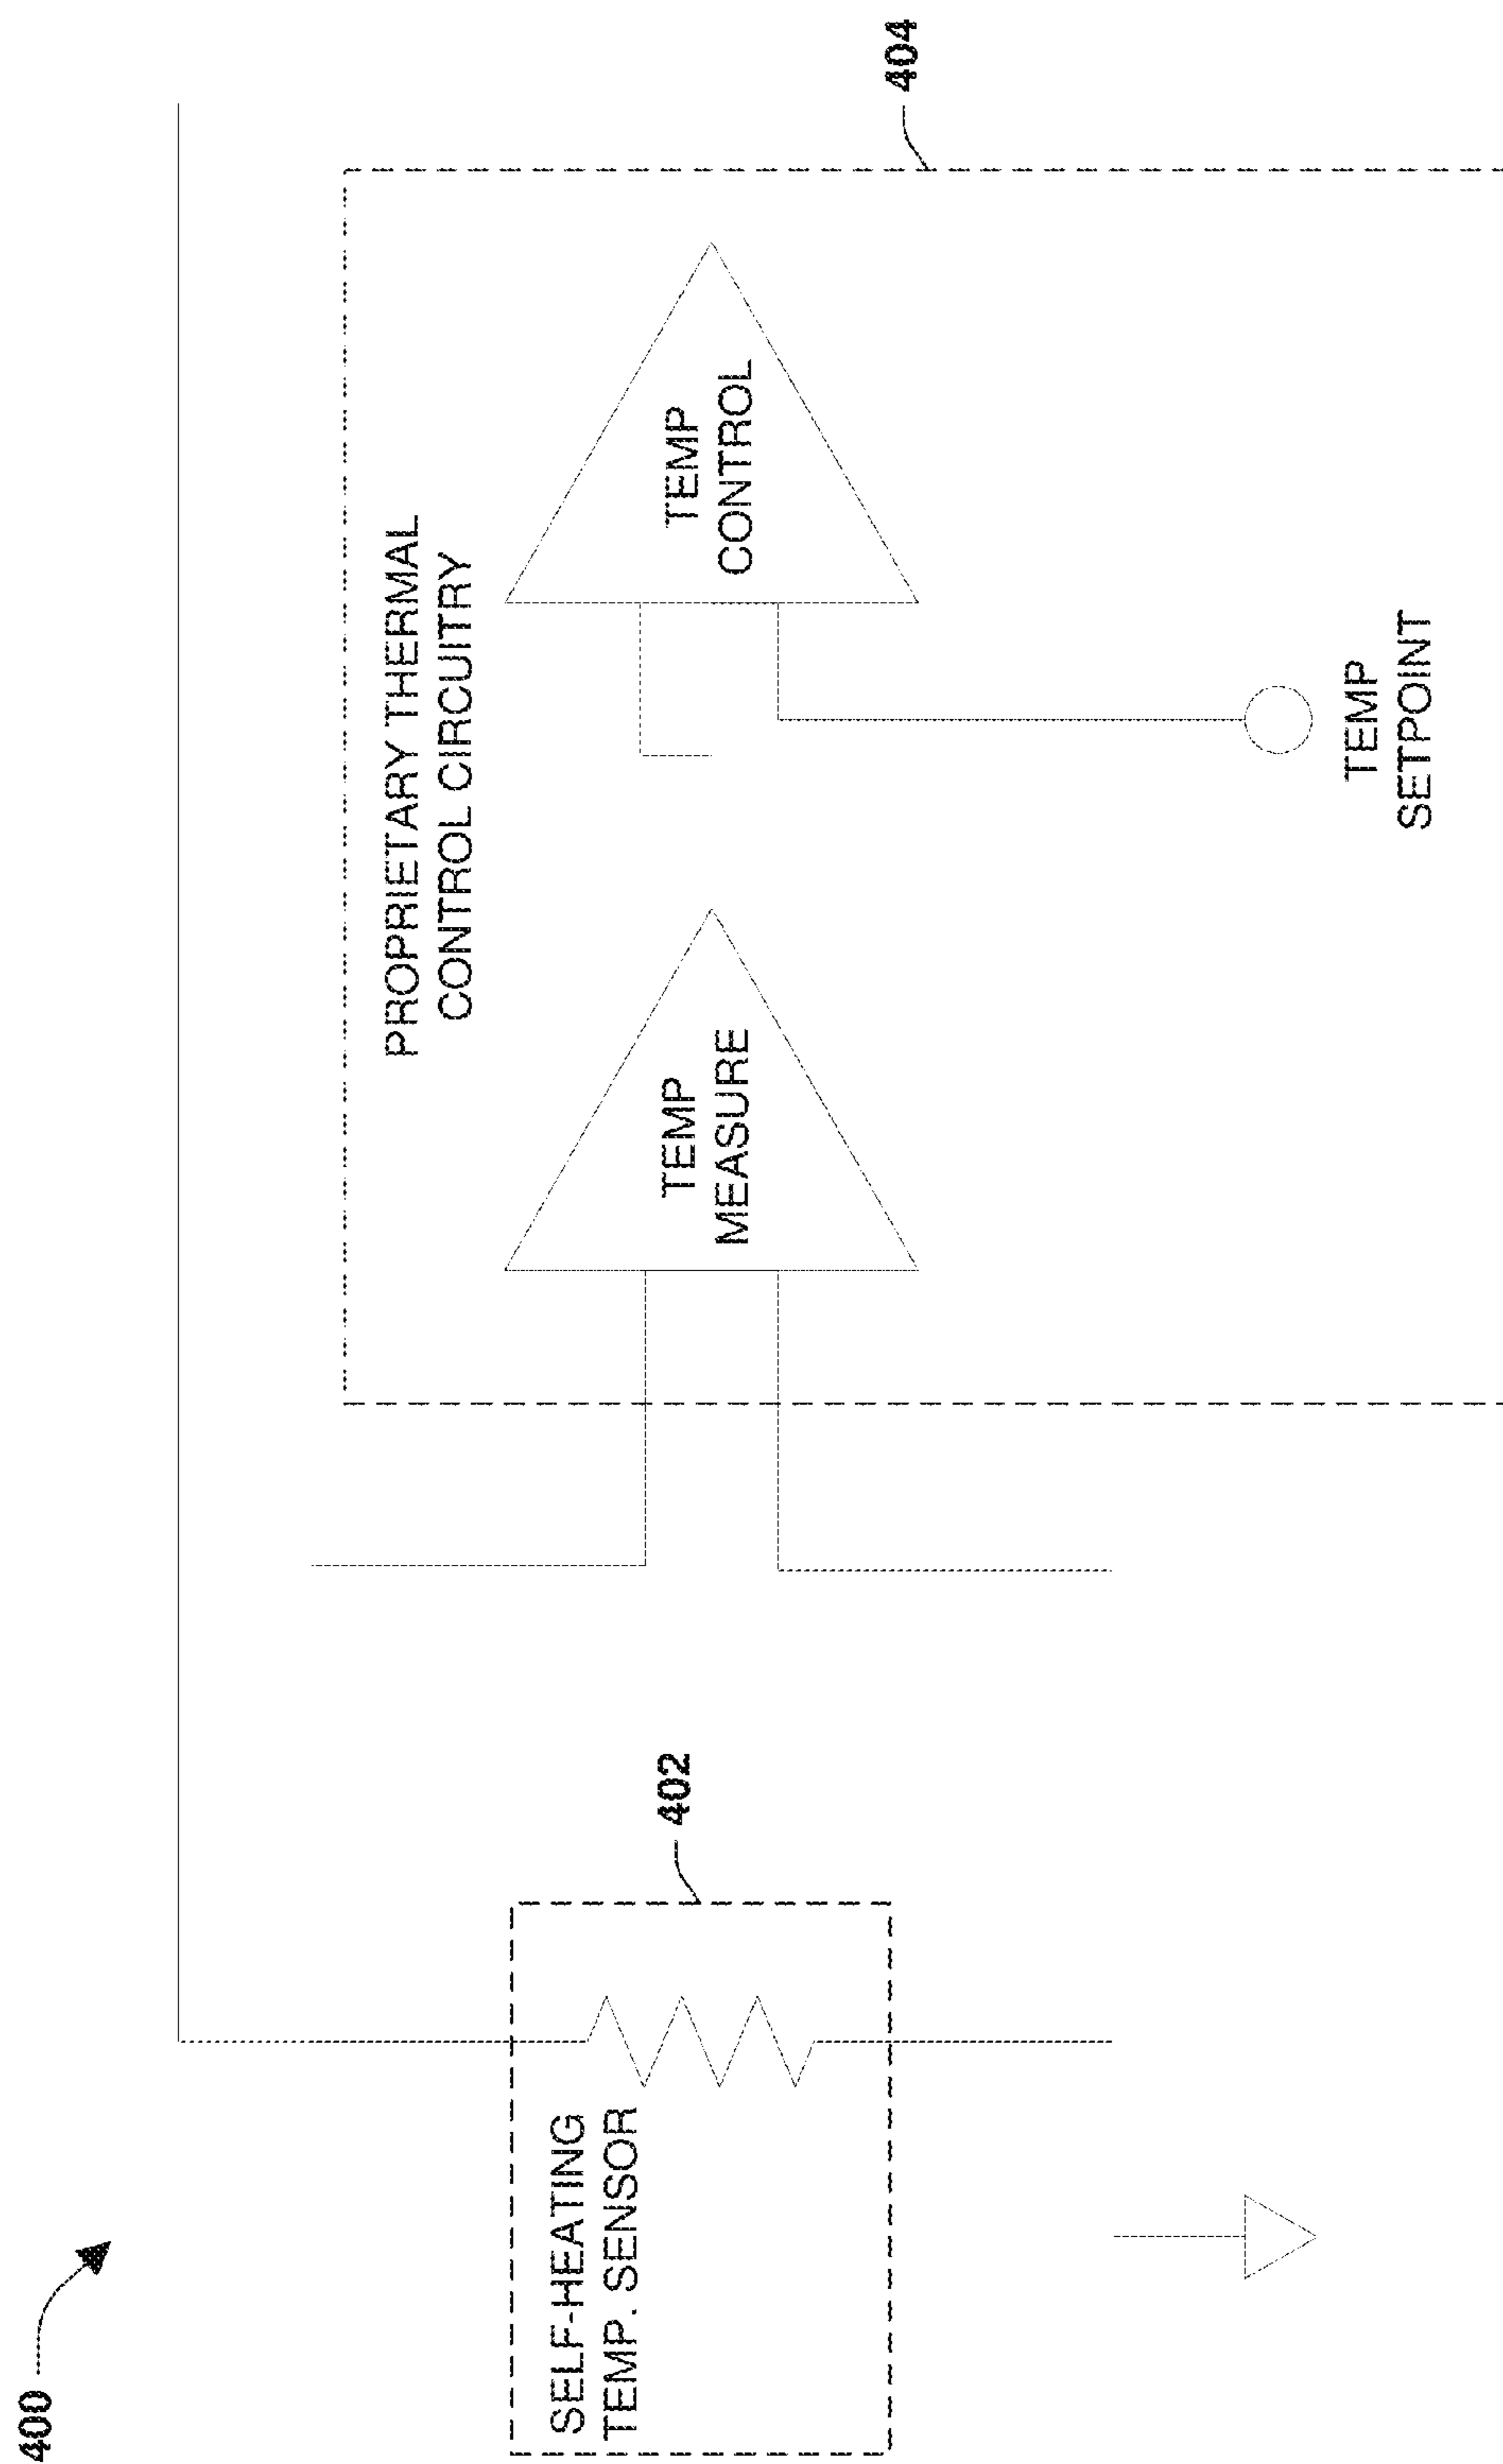 400
SELF-HEATING
TEMP. SENSOR
402
PROPRIETARY THERMAL
CONTROL CIRCUITRY
TEMP
MEASURE
TEMP
CONTROL
TEMP
SETPOINT
404